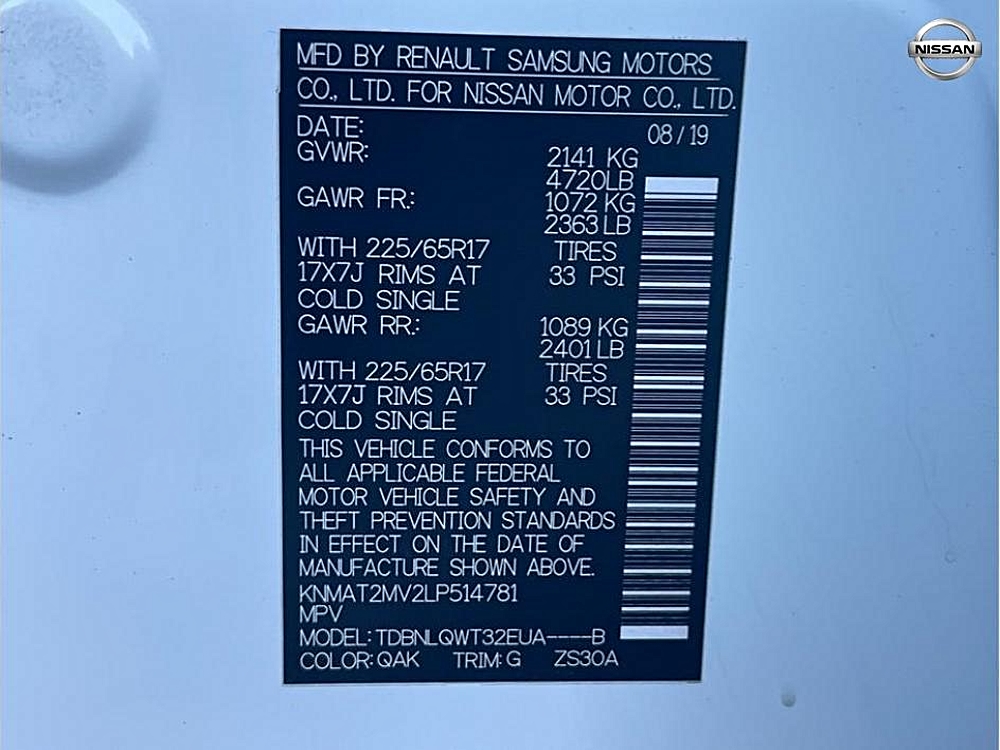 NISSAN
MFD BY RENAULT SAMSUNG MOTORS
CO., LTD. FOR NISSAN MOTOR CO., LTD.
DATE: 08/19
GVWR: 2141 KG
4720LB
GAWR FR.: 1072 KG
2363 LB
WITH 225/65R17 TIRES
17X7J RIMS AT 33 PSI
COLD SINGLE
GAWR RR.: 1089 KG
2401 LB
WITH 225/65R17 TIRES
17X7J RIMS AT 33 PSI
COLD SINGLE
THIS VEHICLE CONFORMS TO
ALL APPLICABLE FEDERAL
MOTOR VEHICLE SAFETY AND
THEFT PREVENTION STANDARDS
IN EFFECT ON THE DATE OF
MANUFACTURE SHOWN ABOVE.
KNMAT2MV2LP514781
MPV
MODEL: TDBNLQWT32EUA----B
COLOR: QAK TRIM: G ZS30A